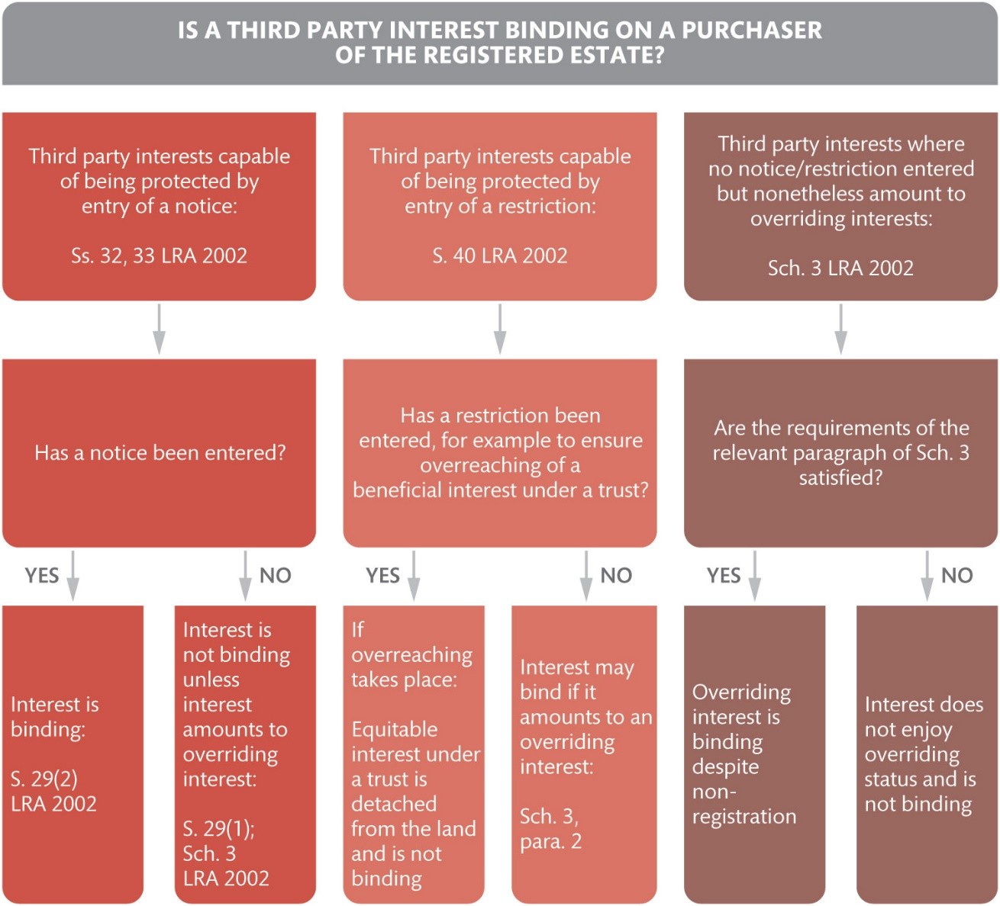 IS A THIRD PARTY INTEREST BINDING ON A PURCHASER
OF THE REGISTERED ESTATE?
Third party interests capable
of being protected by
entry of a notice:
Ss. 32, 33 LRA 2002
Third party interests capable
of being protected by
entry of a restriction:
S. 40 LRA 2002
Third party interests where
no notice/restriction entered
but nonetheless amount to
overriding interests:
Sch. 3 LRA 2002
Has a notice been entered?
Has a restriction been
entered, for example to ensure
overreaching of a
beneficial interest under a trust?
Are the requirements of the
relevant paragraph of Sch. 3
satisfied?
YES
NO
YES
NO
YES
NO
Interest is
binding:
S. 29(2)
LRA 2002
Interest is
not binding
unless
interest
amounts to
overriding
interest:
S. 29(1);
Sch. 3
LRA 2002
If
overreaching
takes place:
Equitable
interest under
a trust is
detached
from the land
and is not
binding
Interest may
bind if it
amounts to an
overriding
interest:
Sch. 3,
para. 2
Overriding
interest is
binding
despite
non-
registration
Interest does
not enjoy
overriding
status and is
not binding